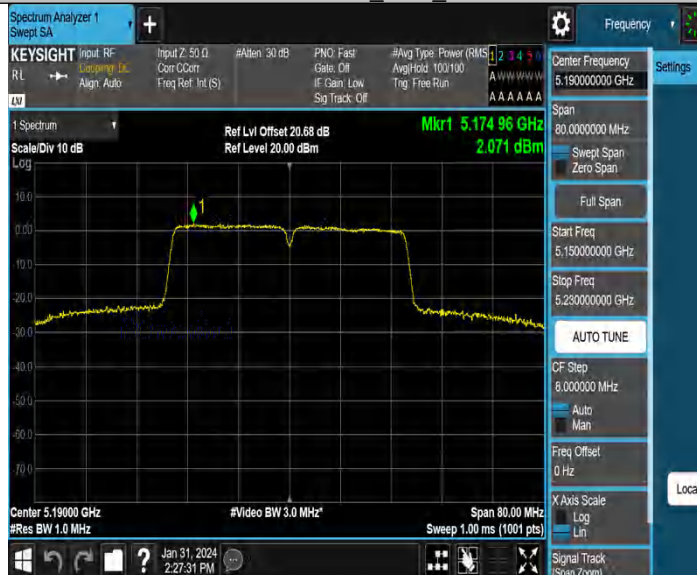 Spectrum Analyzer 1
Swept SA
Frequency
KEYSIGHT
RL
Input: RF
Coupling: DC
Align: Auto
Input Z: 50 Ω
Corr CCorr
Freq Ref: Int (S)
#Atten: 30 dB
PNO: Fast
Gate: Off
IF Gain: Low
Sig Track: Off
#Avg Type: Power (RMS
Avg|Hold: 100/100
Trig: Free Run
1 2 3 4 5 6
A W W W W W
A A A A A A
LXI
1 Spectrum
Scale/Div 10 dB
Log
Ref Lvl Offset 20.68 dB
Ref Level 20.00 dBm
Mkr1 5.174 96 GHz
2.071 dBm
10.0
0.00
-10.0
-20.0
-30.0
-40.0
-50.0
-60.0
-70.0
1
Center 5.19000 GHz
#Res BW 1.0 MHz
#Video BW 3.0 MHz*
Span 80.00 MHz
Sweep 1.00 ms (1001 pts)
Jan 31, 2024
2:27:31 PM
Center Frequency
5.190000000 GHz
Span
80.0000000 MHz
Swept Span
Zero Span
Full Span
Start Freq
5.150000000 GHz
Stop Freq
5.230000000 GHz
AUTO TUNE
CF Step
8.000000 MHz
Auto
Man
Freq Offset
0 Hz
X Axis Scale
Log
Lin
Signal Track
(Span Zoom)
Settings
Loca